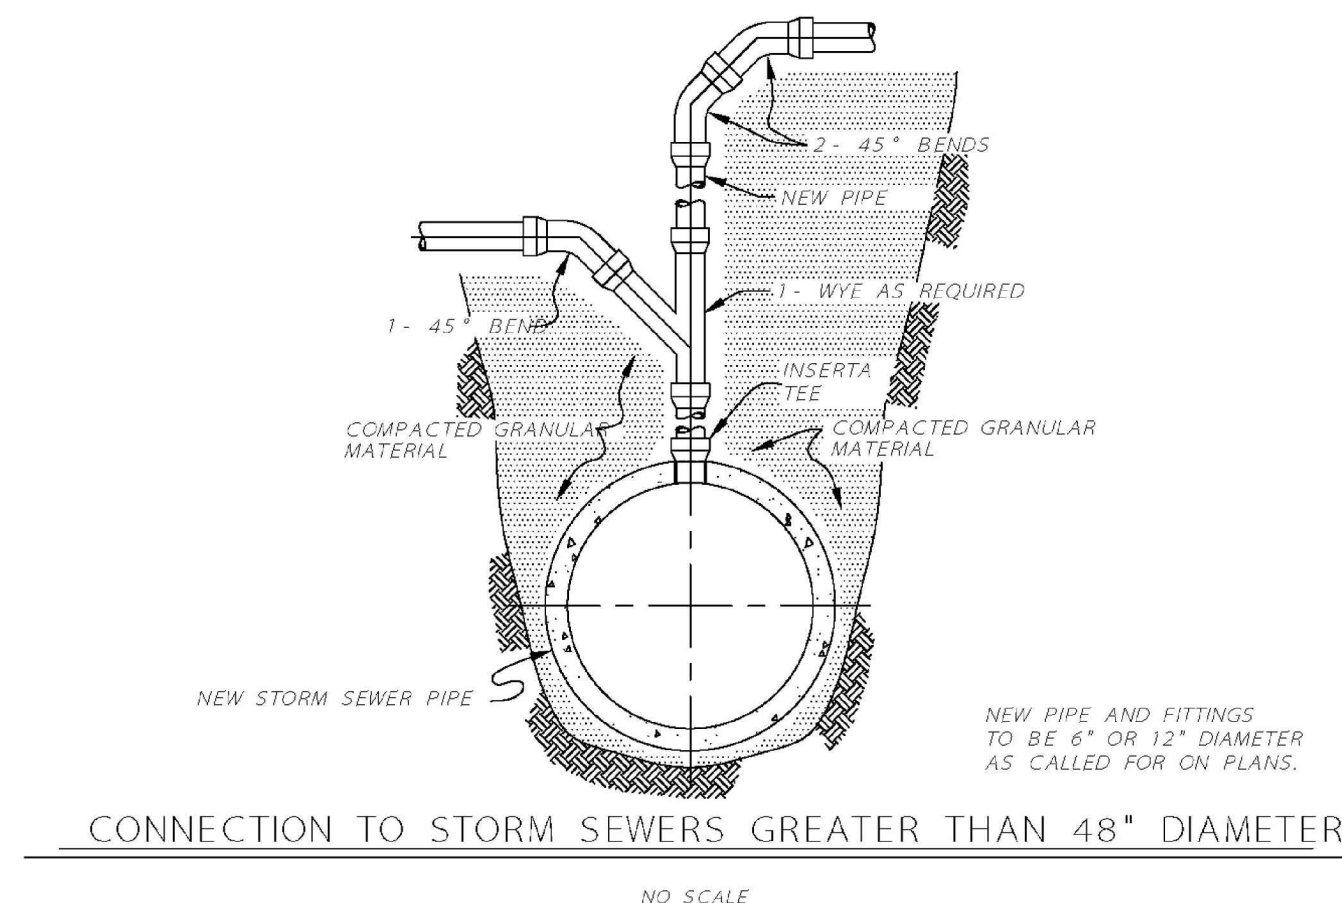 2- 45° BENDS
NEW PIPE
1- WYE AS REQUIRED
1- 45° BEND
INSERTA
TEE
COMPACTED GRANULAR
MATERIAL
COMPACTED GRANULAR
MATERIAL
NEW STORM SEWER PIPE
NEW PIPE AND FITTINGS
TO BE 6" OR 12" DIAMETER
AS CALLED FOR ON PLANS.
CONNECTION TO STORM SEWERS GREATER THAN 48" DIAMETER
NO SCALE